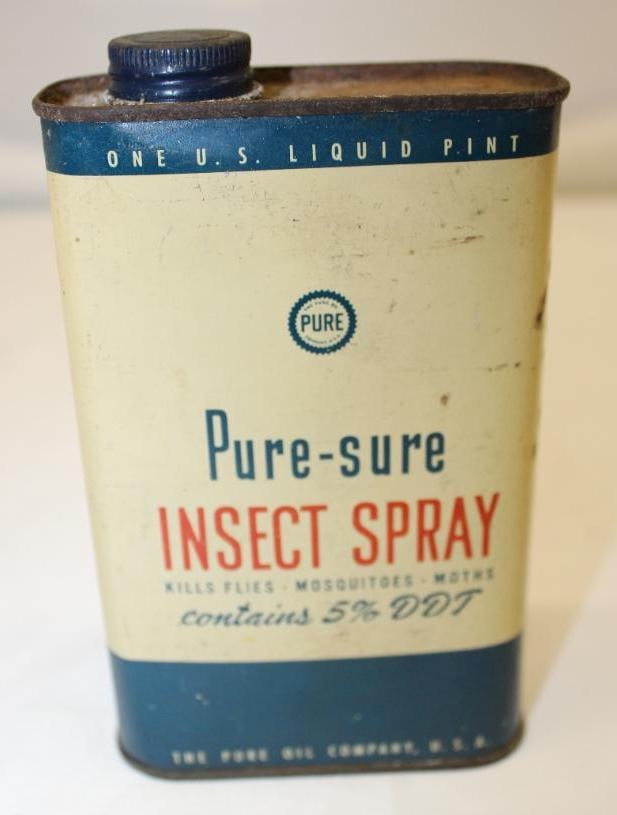 ONE U.S. LIQUID PINT
PURE
Pure-sure
INSECT SPRAY
KILLS FLIES - MOSQUITOES - MOTHS
contains 5% DDT
THE PURE OIL COMPANY, U.S.A.